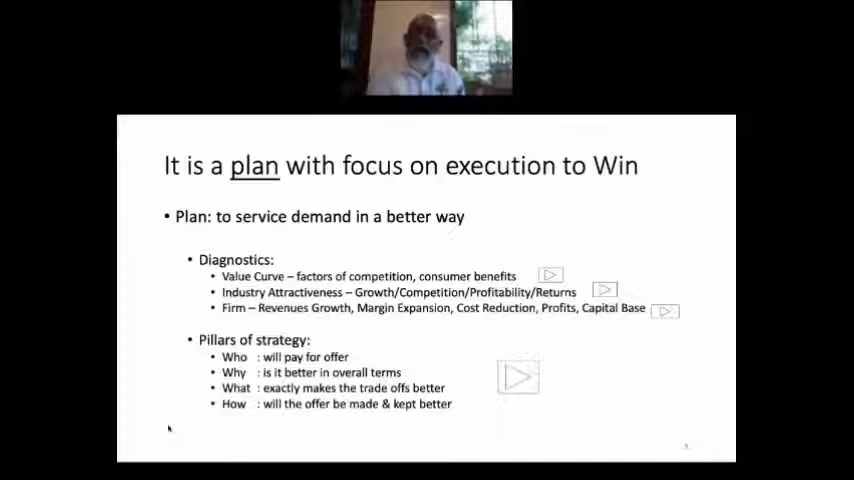 It is a plan with focus on execution to Win
• Plan: to service demand in a better way
• Diagnostics:
• Value Curve – factors of competition, consumer benefits
• Industry Attractiveness – Growth/Competition/Profitability/Returns
• Firm – Revenues Growth, Margin Expansion, Cost Reduction, Profits, Capital Base
• Pillars of strategy:
• Who : will pay for offer
• Why : is it better in overall terms
• What : exactly makes the trade offs better
• How : will the offer be made & kept better